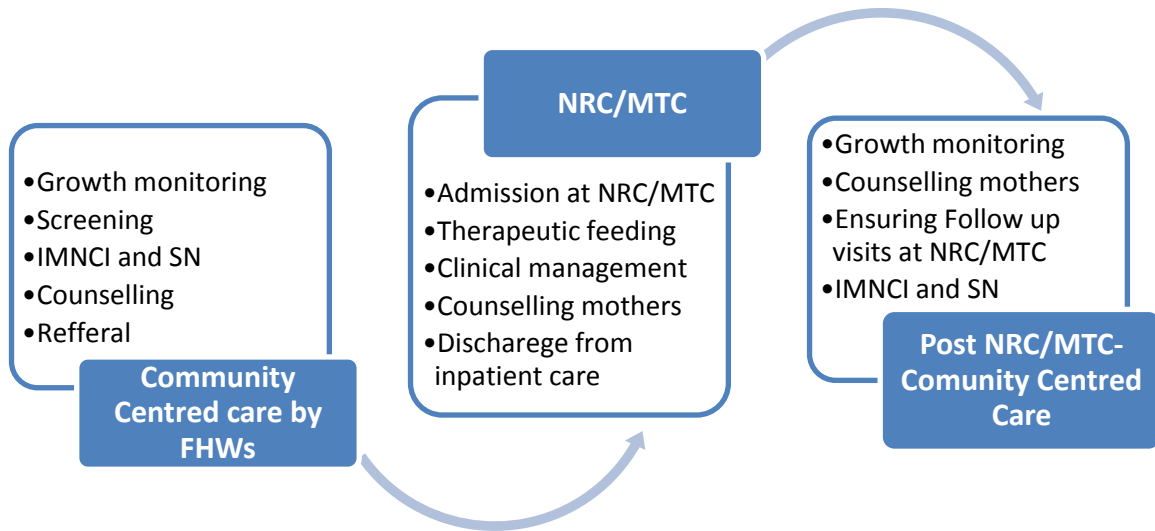 •Growth monitoring
•Screening
•IMNCI and SN
•Counselling
•Refferal
Community
Centred care by
FHWs
NRC/MTC
•Admission at NRC/MTC
•Therapeutic feeding
•Clinical management
•Counselling mothers
•Discharege from
inpatient care
•Growth monitoring
•Counselling mothers
•Ensuring Follow up
visits at NRC/MTC
•IMNCI and SN
Post NRC/MTC-
Comunity Centred
Care